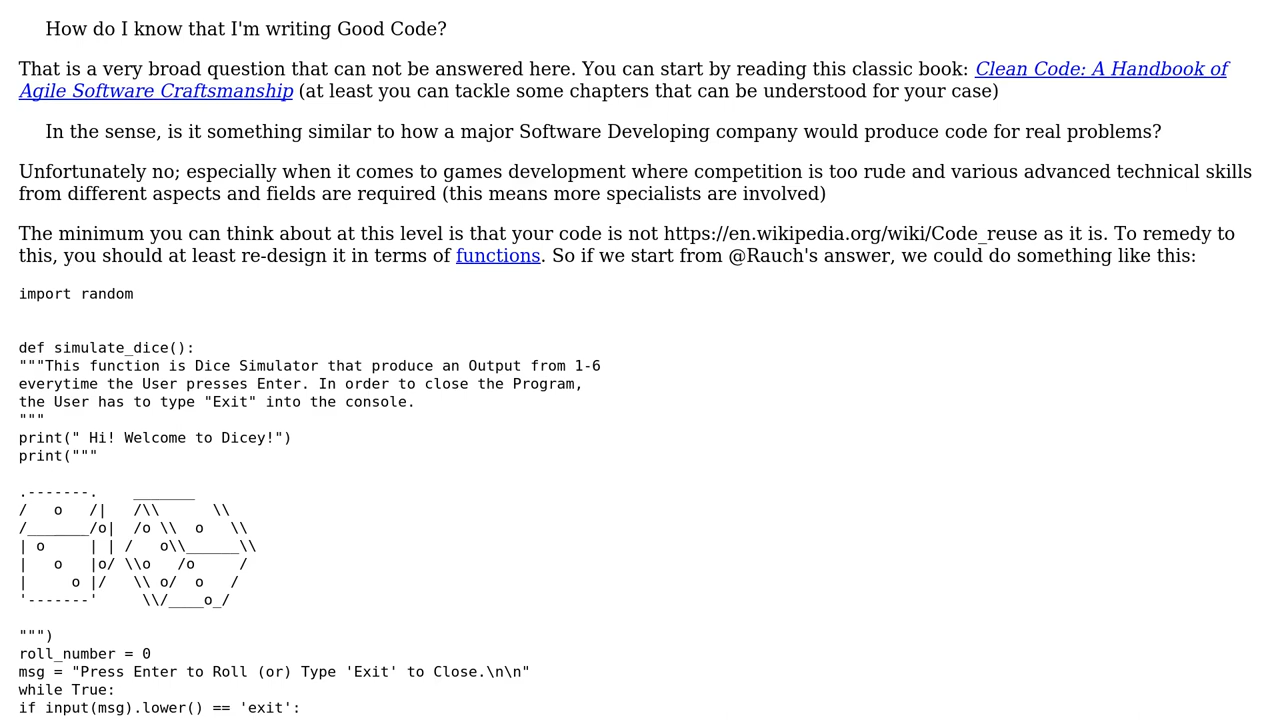 How do I know that I'm writing Good Code?
That is a very broad question that can not be answered here. You can start by reading this classic book: Clean Code: A Handbook of
Agile Software Craftsmanship (at least you can tackle some chapters that can be understood for your case)
In the sense, is it something similar to how a major Software Developing company would produce code for real problems?
Unfortunately no; especially when it comes to games development where competition is too rude and various advanced technical skills
from different aspects and fields are required (this means more specialists are involved)
The minimum you can think about at this level is that your code is not https://en.wikipedia.org/wiki/Code_reuse as it is. To remedy to
this, you should at least re-design it in terms of functions. So if we start from @Rauch's answer, we could do something like this:
import random
def simulate_dice():
"""This function is Dice Simulator that produce an Output from 1-6
everytime the User presses Enter. In order to close the Program,
the User has to type "Exit" into the console.
"""
print(" Hi! Welcome to Dicey!")
print("""
.-------.    _______
/   o   /|   /\\      \\
/_______/o|  /o \\  o   \\
| o     | | /   o\\______\\
|   o   |o/ \\o   /o     /
|     o |/   \\ o/  o   /
'-------'     \\/____o_/
""")
roll_number = 0
msg = "Press Enter to Roll (or) Type 'Exit' to Close.\n\n"
while True:
if input(msg).lower() == 'exit':